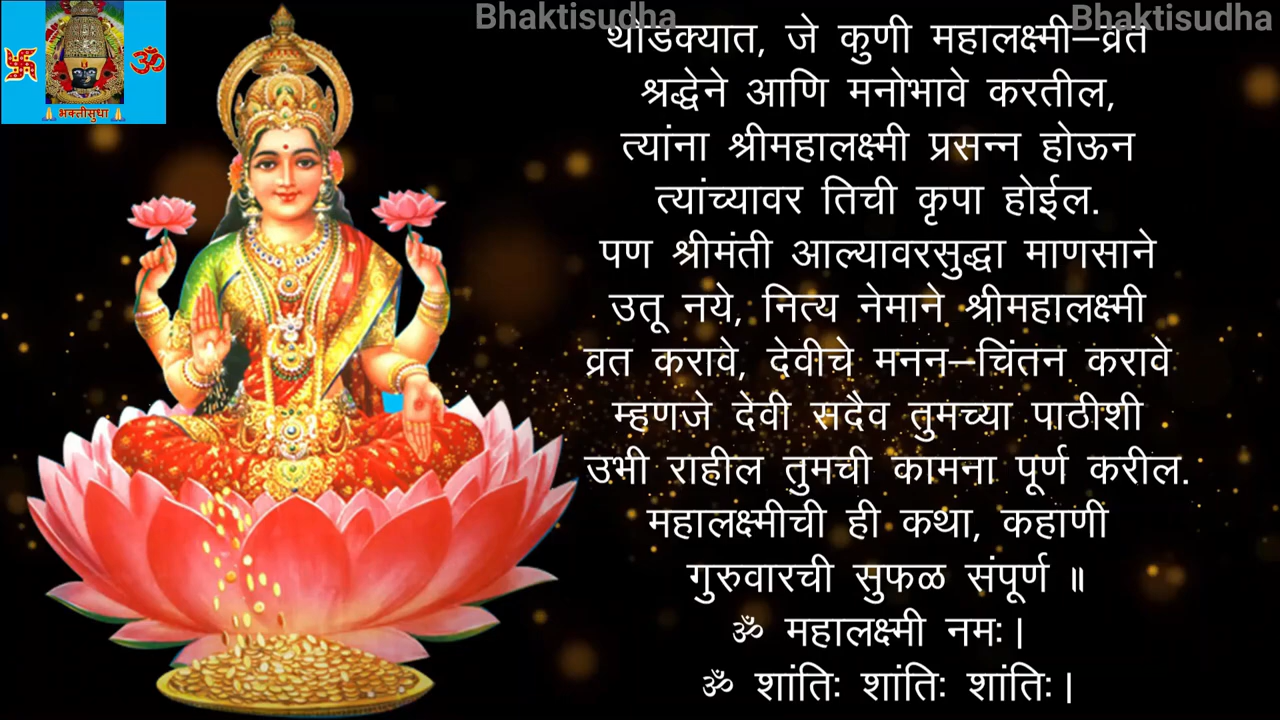 Bhaktisudha
Bhaktisudha
भक्तीसुधा
थोडक्यात, जे कुणी महालक्ष्मी–व्रत
श्रद्धेने आणि मनोभावे करतील,
त्यांना श्रीमहालक्ष्मी प्रसन्न होऊन
त्यांच्यावर तिची कृपा होईल.
पण श्रीमंती आल्यावरसुद्धा माणसाने
उतू नये, नित्य नेमाने श्रीमहालक्ष्मी
व्रत करावे, देवीचे मनन–चिंतन करावे
म्हणजे देवी सदैव तुमच्या पाठीशी
उभी राहील तुमची कामना पूर्ण करील.
महालक्ष्मीची ही कथा, कहाणी
गुरुवारची सुफळ संपूर्ण ॥
ॐ महालक्ष्मी नमः।
ॐ शांतिः शांतिः शांतिः।